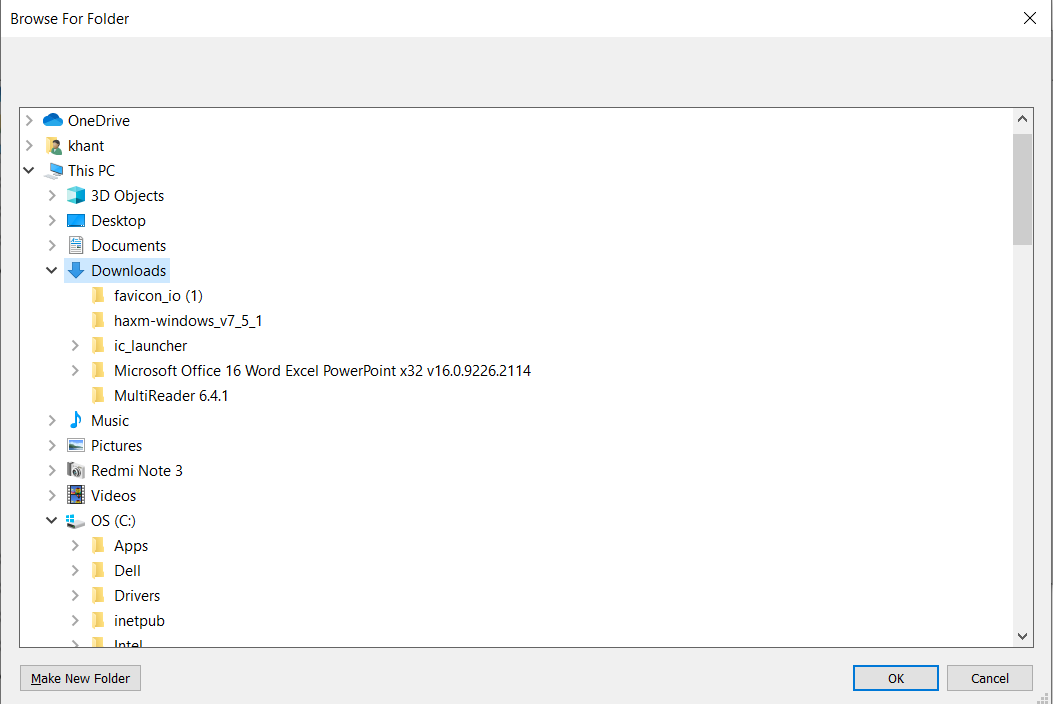 Browse For Folder
OneDrive
khant
This PC
3D Objects
Desktop
Documents
Downloads
favicon_io (1)
haxm-windows_v7_5_1
ic_launcher
Microsoft Office 16 Word Excel PowerPoint x32 v16.0.9226.2114
MultiReader 6.4.1
Music
Pictures
Redmi Note 3
Videos
OS (C:)
Apps
Dell
Drivers
inetpub
Intel
Make New Folder
OK
Cancel